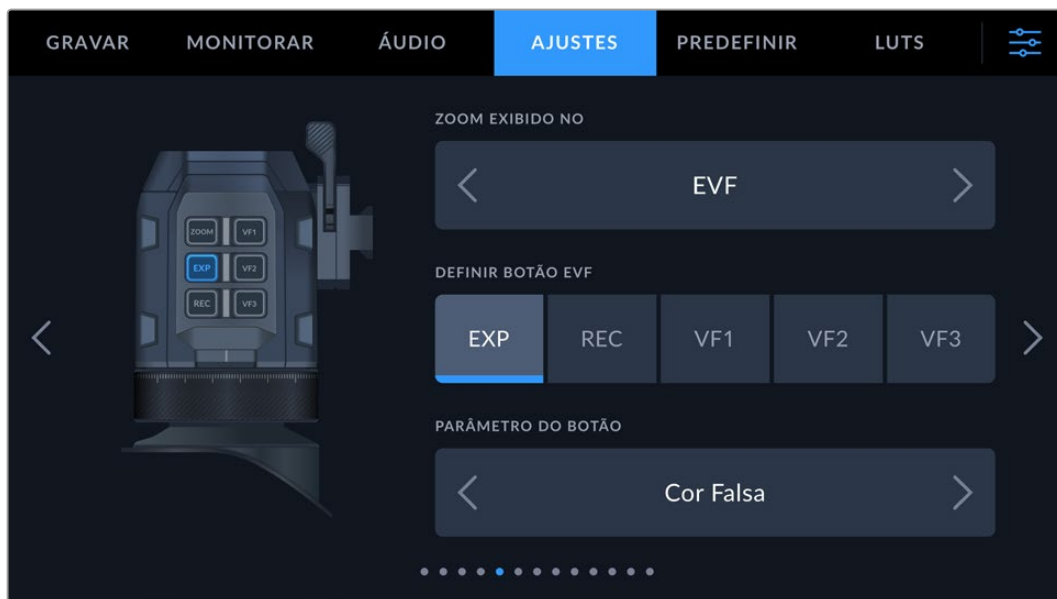 GRAVAR MONITORAR ÁUDIO AJUSTES PREDEFINIR LUTS
ZOOM EXIBIDO NO
EVF
ZOOM VF1
EXP VF2
REC VF3
DEFINIR BOTÃO EVF
EXP REC VF1 VF2 VF3
PARÂMETRO DO BOTÃO
Cor Falsa